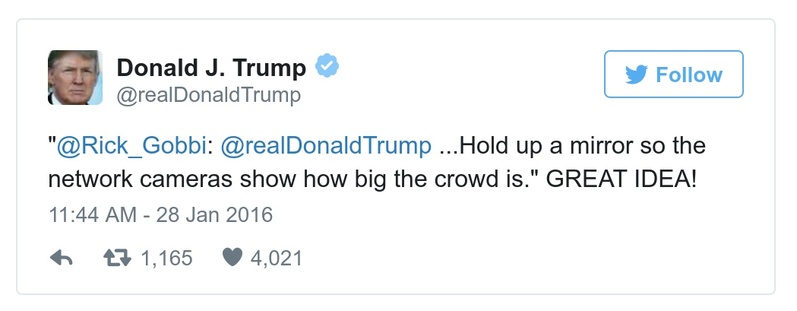 Donald J. Trump
@realDonaldTrump
Follow
"@Rick_Gobbi: @realDonaldTrump ...Hold up a mirror so the
network cameras show how big the crowd is." GREAT IDEA!
11:44 AM - 28 Jan 2016
1,165 4,021